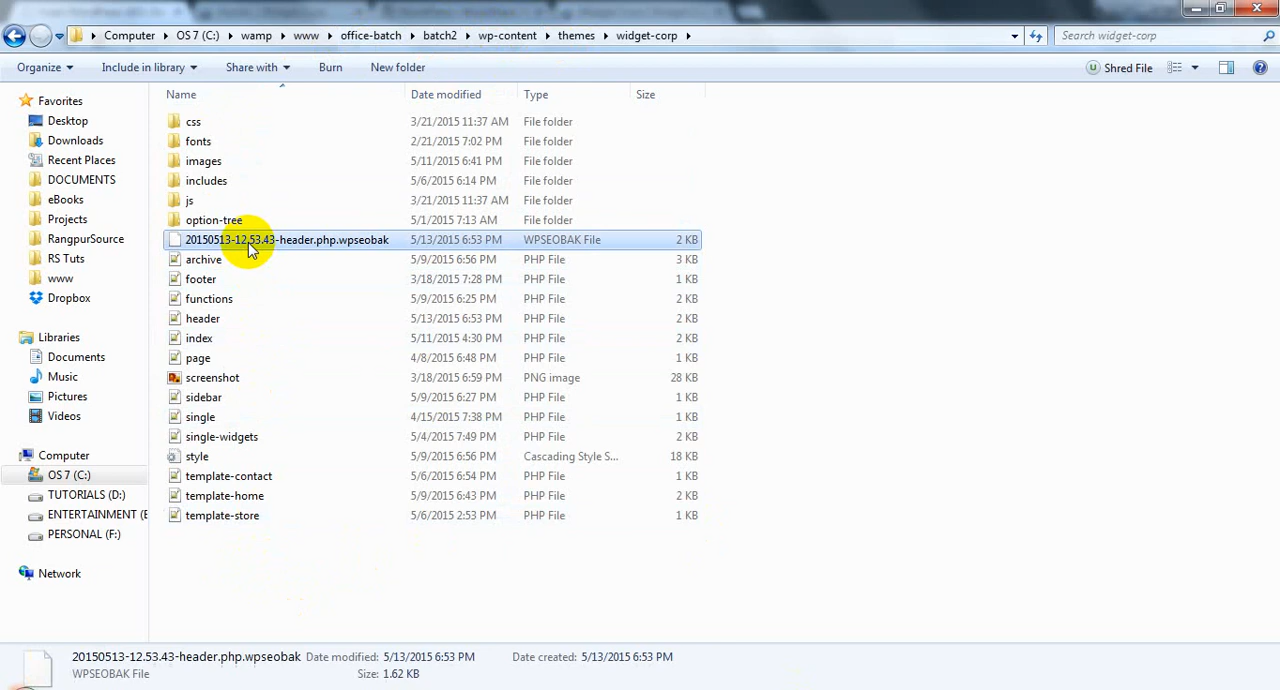 Computer OS 7 (C:) wamp www office-batch batch2 wp-content themes widget-corp
Search widget-corp
Organize Include in library Share with Burn New folder Shred File
Name Date modified Type Size
Favorites
Desktop
Downloads
Recent Places
DOCUMENTS
eBooks
Projects
RangpurSource
RS Tuts
www
Dropbox
Libraries
Documents
Music
Pictures
Videos
Computer
OS 7 (C:)
TUTORIALS (D:)
ENTERTAINMENT (E
PERSONAL (F:)
Network
css 3/21/2015 11:37 AM File folder
fonts 2/21/2015 7:02 PM File folder
images 5/11/2015 6:41 PM File folder
includes 5/6/2015 6:14 PM File folder
js 3/21/2015 11:37 AM File folder
option-tree 5/1/2015 7:13 AM File folder
20150513-12.53.43-header.php.wpseobak 5/13/2015 6:53 PM WPSEOBAK File 2 KB
archive 5/9/2015 6:56 PM PHP File 3 KB
footer 3/18/2015 7:28 PM PHP File 1 KB
functions 5/9/2015 6:25 PM PHP File 2 KB
header 5/13/2015 6:53 PM PHP File 2 KB
index 5/11/2015 4:30 PM PHP File 2 KB
page 4/8/2015 6:48 PM PHP File 1 KB
screenshot 3/18/2015 6:59 PM PNG image 28 KB
sidebar 5/9/2015 6:27 PM PHP File 1 KB
single 4/15/2015 7:38 PM PHP File 1 KB
single-widgets 5/4/2015 7:49 PM PHP File 2 KB
style 5/9/2015 6:56 PM Cascading Style S... 18 KB
template-contact 5/6/2015 6:54 PM PHP File 1 KB
template-home 5/9/2015 6:43 PM PHP File 2 KB
template-store 5/6/2015 2:53 PM PHP File 1 KB
20150513-12.53.43-header.php.wpseobak Date modified: 5/13/2015 6:53 PM Date created: 5/13/2015 6:53 PM
WPSEOBAK File Size: 1.62 KB